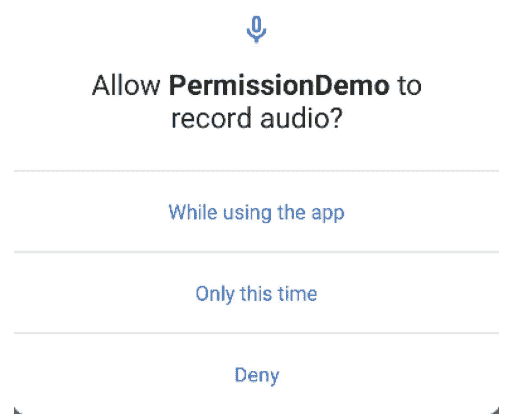 Allow PermissionDemo to
record audio?
While using the app
Only this time
Deny